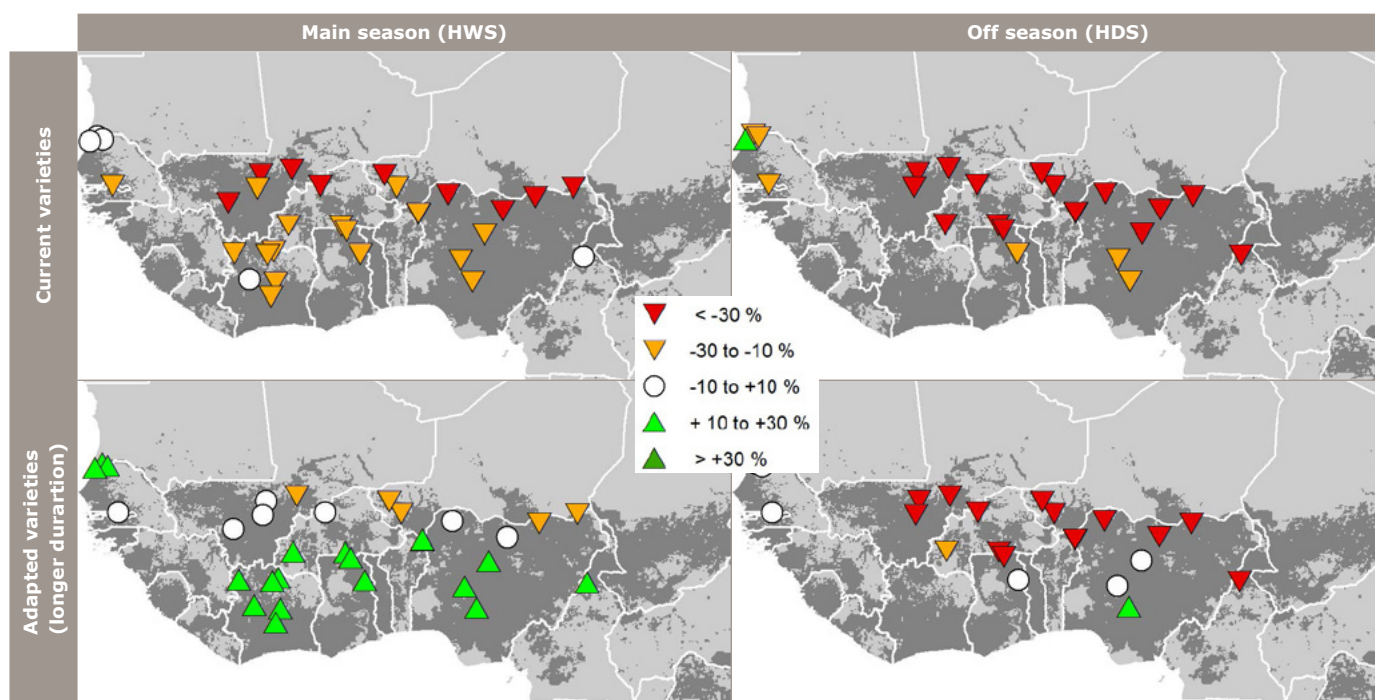 Main season (HWS)
Off season (HDS)
Current varieties
< -30 %
-30 to -10 %
-10 to +10 %
+ 10 to +30 %
> +30 %
Adapted varieties
(longer durartion)